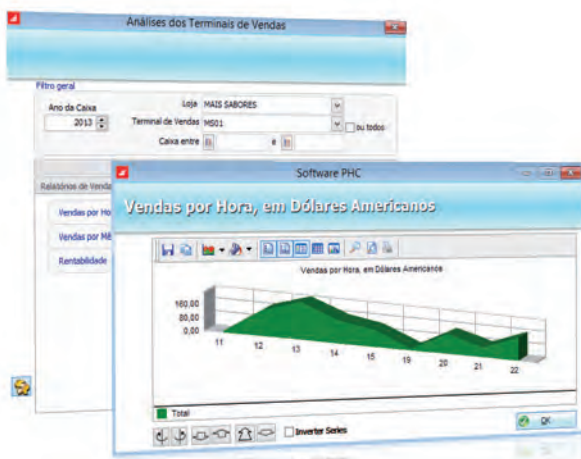 Análises dos Terminais de Vendas
Filtro geral
Ano da Caixa
2013
Loja MAIS SABORES
Terminal de Vendas MS01
ou todos
Caixa entre e
Relatórios de Venda
Vendas por Ho
Vendas por Mê
Rentabilidade
Software PHC
Vendas por Hora, em Dólares Americanos
Vendas por Hora, em Dólares Americanos
160,00
80,00
0,00
11 12 13 14 15 19 20 21 22
Total
Inverter Series
OK